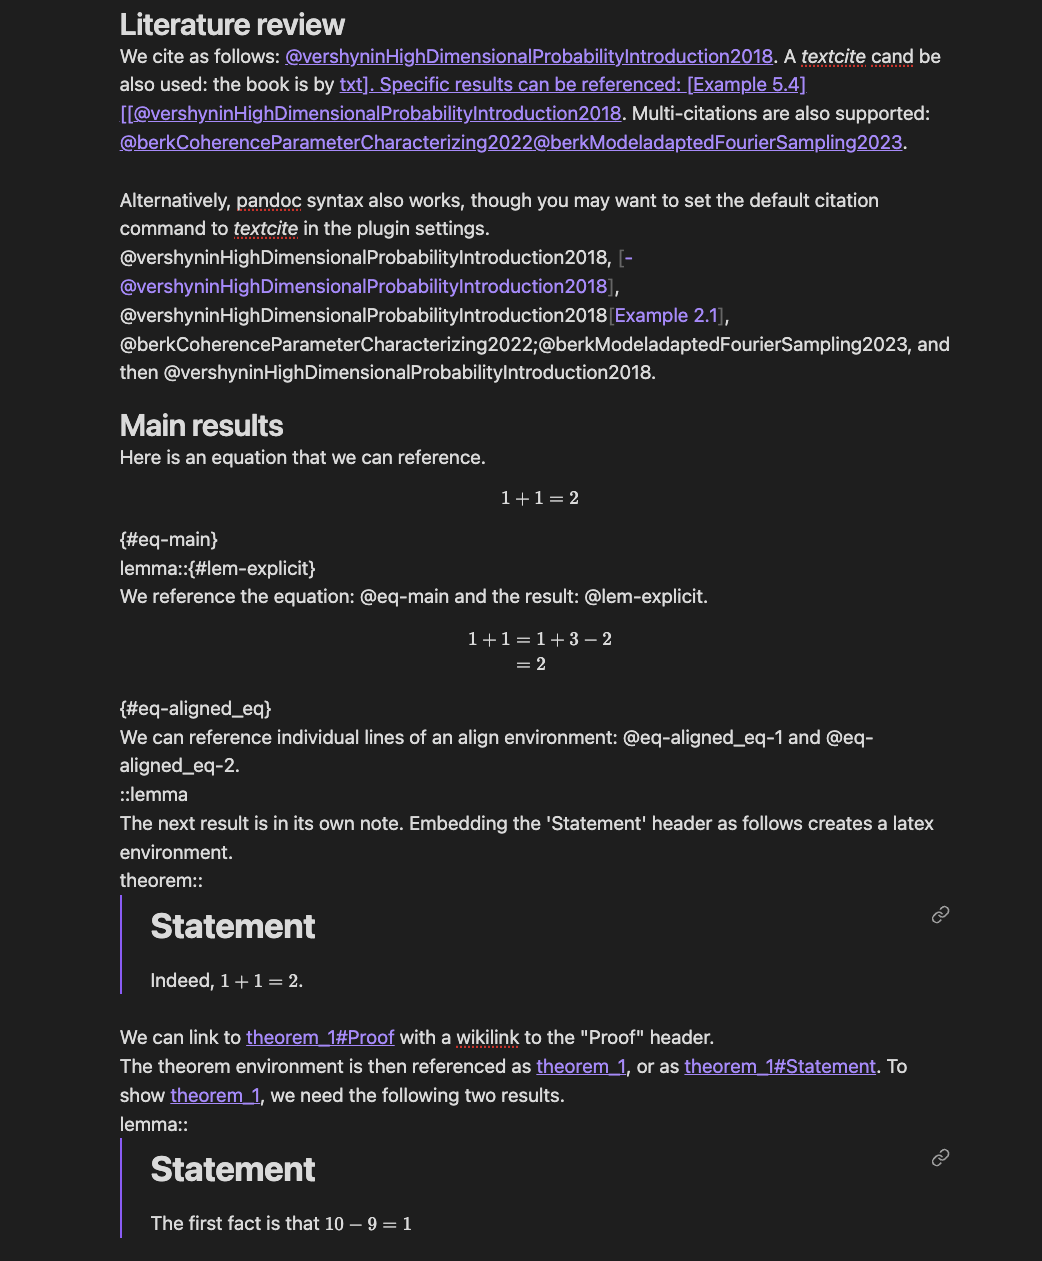 Literature review
We cite as follows: @vershyninHighDimensionalProbabilityIntroduction2018. A textcite cand be
also used: the book is by txt]. Specific results can be referenced: [Example 5.4]
[[@vershyninHighDimensionalProbabilityIntroduction2018. Multi-citations are also supported:
@berkCoherenceParameterCharacterizing2022@berkModeladaptedFourierSampling2023.
Alternatively, pandoc syntax also works, though you may want to set the default citation
command to textcite in the plugin settings.
@vershyninHighDimensionalProbabilityIntroduction2018, [-
@vershyninHighDimensionalProbabilityIntroduction2018],
@vershyninHighDimensionalProbabilityIntroduction2018[Example 2.1],
@berkCoherenceParameterCharacterizing2022;@berkModeladaptedFourierSampling2023, and
then @vershyninHighDimensionalProbabilityIntroduction2018.
Main results
Here is an equation that we can reference.
1 + 1 = 2
{#eq-main}
lemma::{#lem-explicit}
We reference the equation: @eq-main and the result: @lem-explicit.
1 + 1 = 1 + 3 − 2
= 2
{#eq-aligned_eq}
We can reference individual lines of an align environment: @eq-aligned_eq-1 and @eq-
aligned_eq-2.
::lemma
The next result is in its own note. Embedding the 'Statement' header as follows creates a latex
environment.
theorem::
Statement
Indeed, 1 + 1 = 2.
We can link to theorem_1#Proof with a wikilink to the "Proof" header.
The theorem environment is then referenced as theorem_1, or as theorem_1#Statement. To
show theorem_1, we need the following two results.
lemma::
Statement
The first fact is that 10 − 9 = 1